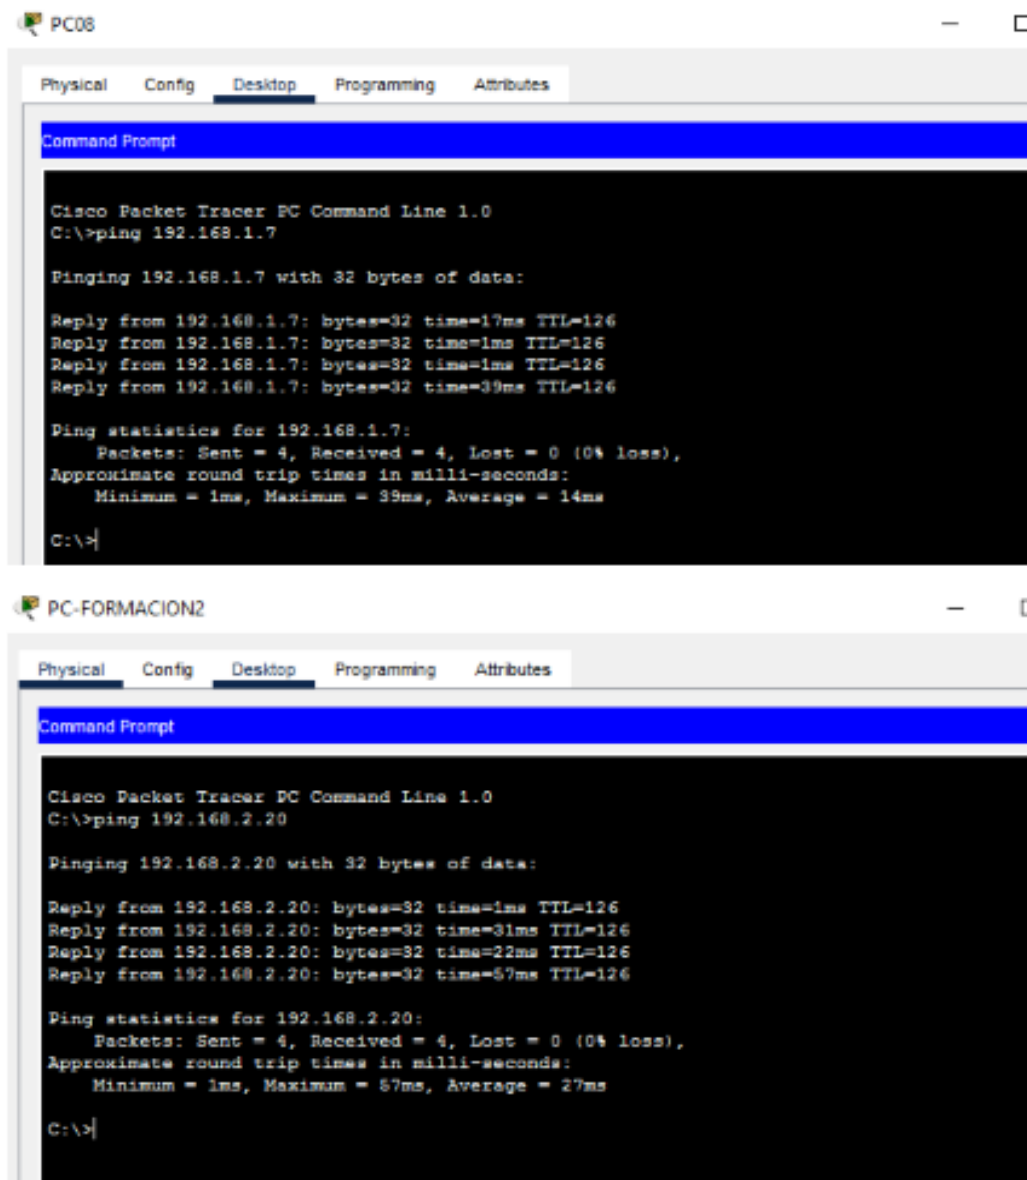 PC08
Physical Config Desktop Programming Attributes
Command Prompt
Cisco Packet Tracer PC Command Line 1.0
C:\>ping 192.168.1.7
Pinging 192.168.1.7 with 32 bytes of data:
Reply from 192.168.1.7: bytes=32 time=17ms TTL=126
Reply from 192.168.1.7: bytes=32 time=1ms TTL=126
Reply from 192.168.1.7: bytes=32 time=1ms TTL=126
Reply from 192.168.1.7: bytes=32 time=39ms TTL=126
Ping statistics for 192.168.1.7:
Packets: Sent = 4, Received = 4, Lost = 0 (0% loss),
Approximate round trip times in milli-seconds:
Minimum = 1ms, Maximum = 39ms, Average = 14ms
C:\>
PC-FORMACION2
Physical Config Desktop Programming Attributes
Command Prompt
Cisco Packet Tracer PC Command Line 1.0
C:\>ping 192.168.2.20
Pinging 192.168.2.20 with 32 bytes of data:
Reply from 192.168.2.20: bytes=32 time=1ms TTL=126
Reply from 192.168.2.20: bytes=32 time=31ms TTL=126
Reply from 192.168.2.20: bytes=32 time=22ms TTL=126
Reply from 192.168.2.20: bytes=32 time=57ms TTL=126
Ping statistics for 192.168.2.20:
Packets: Sent = 4, Received = 4, Lost = 0 (0% loss),
Approximate round trip times in milli-seconds:
Minimum = 1ms, Maximum = 57ms, Average = 27ms
C:\>